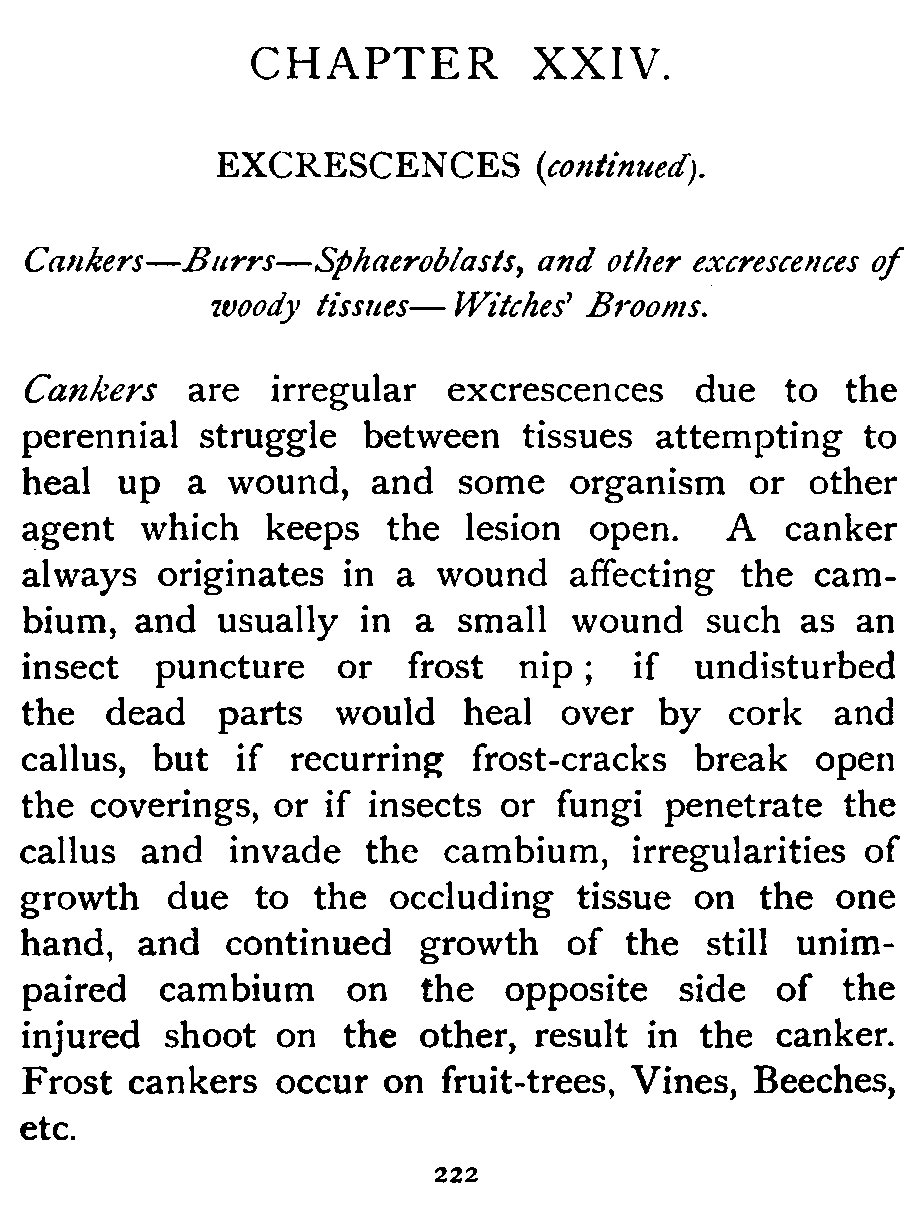 CHAPTER XXIV.
EXCRESCENCES (continued).
Cankers—Burrs—Sphaeroblasts, and other excrescences of
woody tissues—Witches' Brooms.
Cankers are irregular excrescences due to the
perennial struggle between tissues attempting to
heal up a wound, and some organism or other
agent which keeps the lesion open. A canker
always originates in a wound affecting the cam-
bium, and usually in a small wound such as an
insect puncture or frost nip; if undisturbed
the dead parts would heal over by cork and
callus, but if recurring frost-cracks break open
the coverings, or if insects or fungi penetrate the
callus and invade the cambium, irregularities of
growth due to the occluding tissue on the one
hand, and continued growth of the still unim-
paired cambium on the opposite side of the
injured shoot on the other, result in the canker.
Frost cankers occur on fruit-trees, Vines, Beeches,
etc.
222